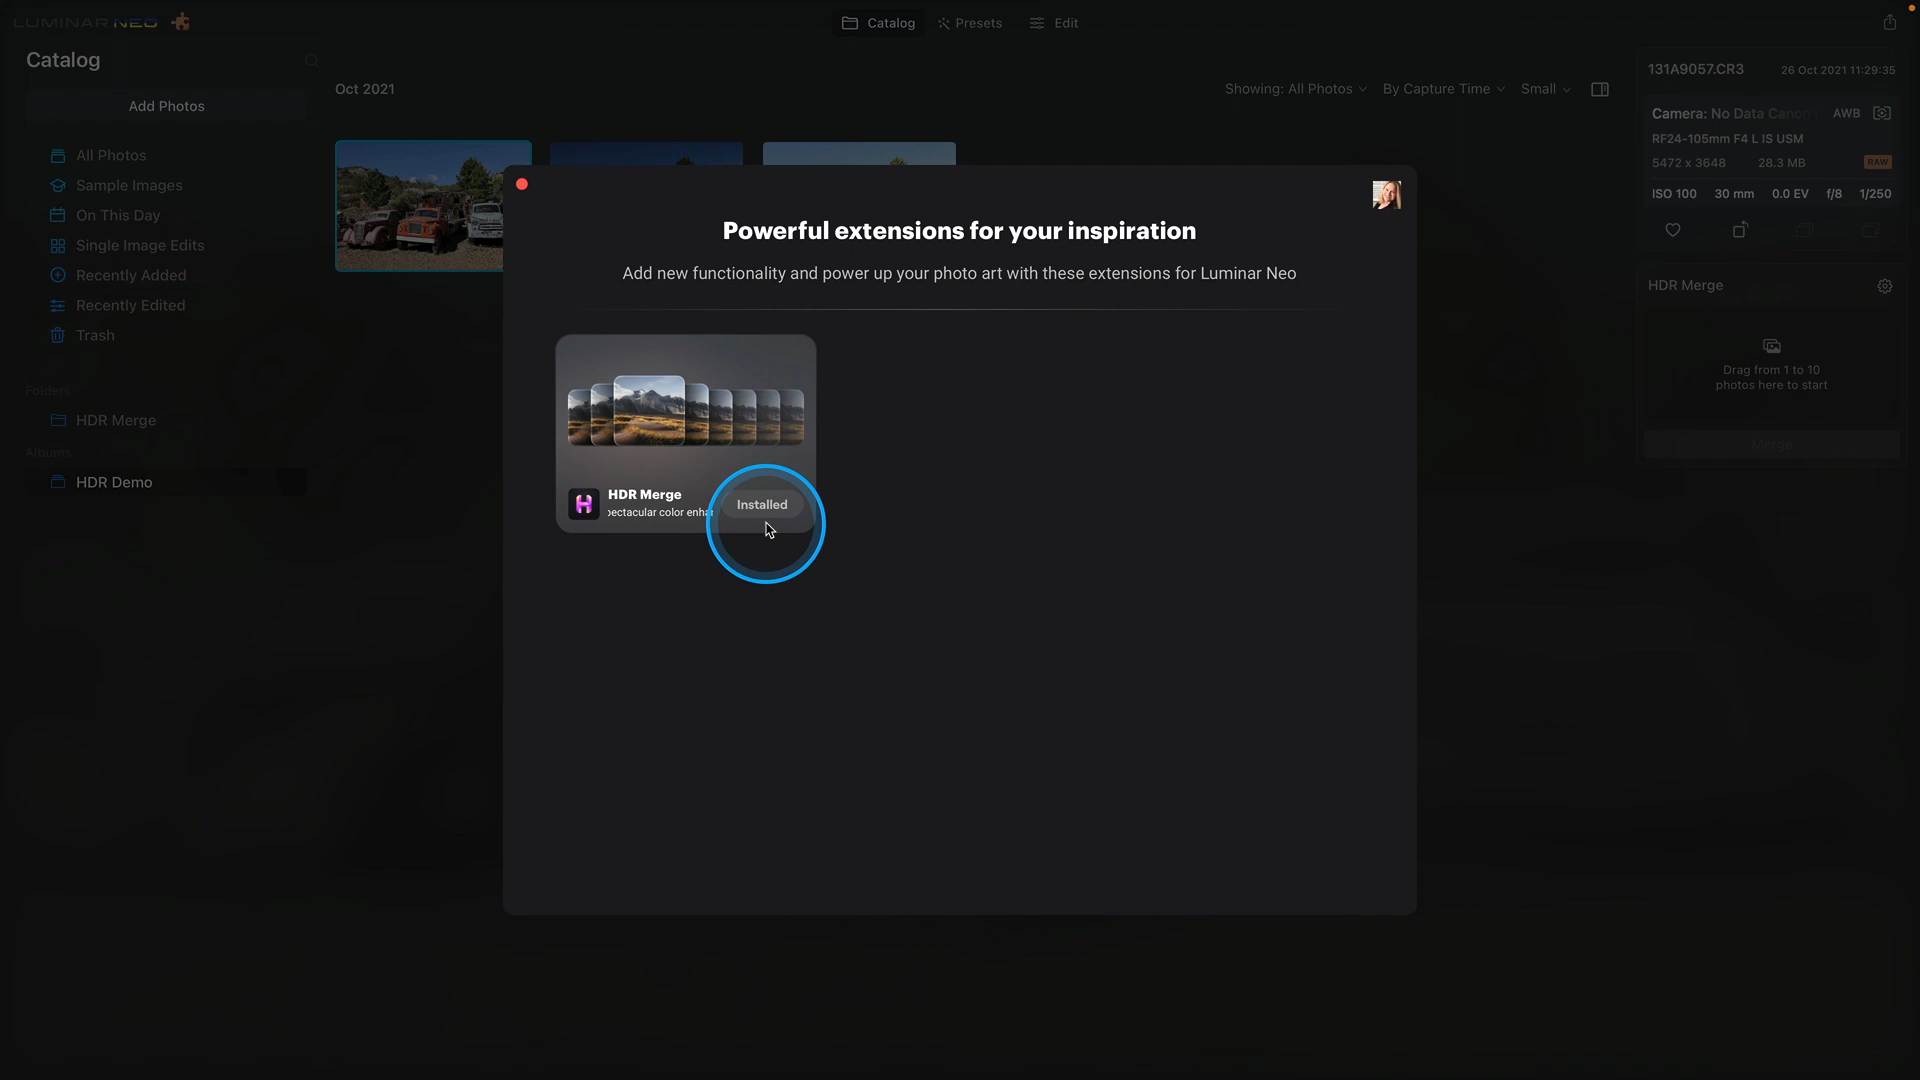 LUMINAR NEO
Catalog
Presets
Edit
Catalog
Add Photos
All Photos
Sample Images
On This Day
Single Image Edits
Recently Added
Recently Edited
Trash
Folders
HDR Merge
Albums
HDR Demo
Oct 2021
Showing: All Photos
By Capture Time
Small
Powerful extensions for your inspiration
Add new functionality and power up your photo art with these extensions for Luminar Neo
HDR Merge
pectacular color enhar
Installed
131A9057.CR3
26 Oct 2021 11:29:35
Camera: No Data Canon
AWB
RF24-105mm F4 L IS USM
5472 x 3648
28.3 MB
RAW
ISO 100
30 mm
0.0 EV
f/8
1/250
HDR Merge
Drag from 1 to 10
photos here to start
Merge